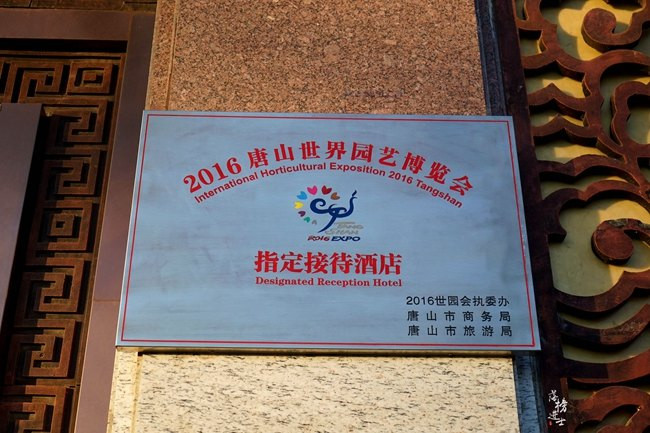 2016唐山世界园艺博览会
International Horticultural Exposition 2016 Tangshan
2016 EXPO
指定接待酒店
Designated Reception Hotel
2016世园会执委办
唐山市商务局
唐山市旅游局